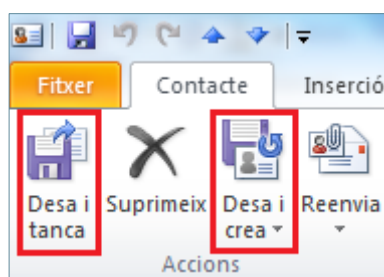 Fitxer Contacte Inserció
Desa i Suprimeix Desa i Reenvia
tanca crea
Accions